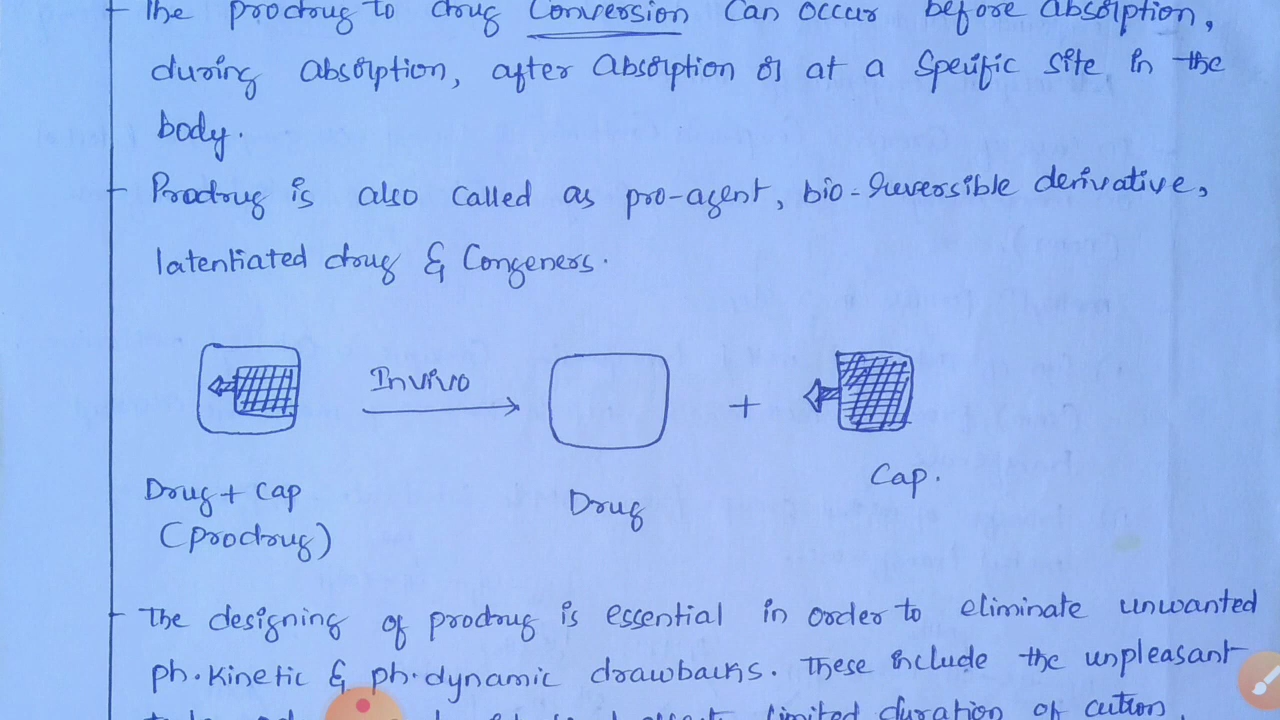 - The prodrug to drug Conversion Can occur before absorption,
during absorption, after absorption or at a Specific site in the
body.
- Prodrug is also called as pro-agent, bio-reversible derivative,
latentiated drug & Congeners.
Invivo
+
Drug + Cap
(Prodrug)
Drug
Cap.
- The designing of prodrug is essential in order to eliminate unwanted
ph.kinetic & ph.dynamic drawbacks. These include the unpleasant
limited duration of action,